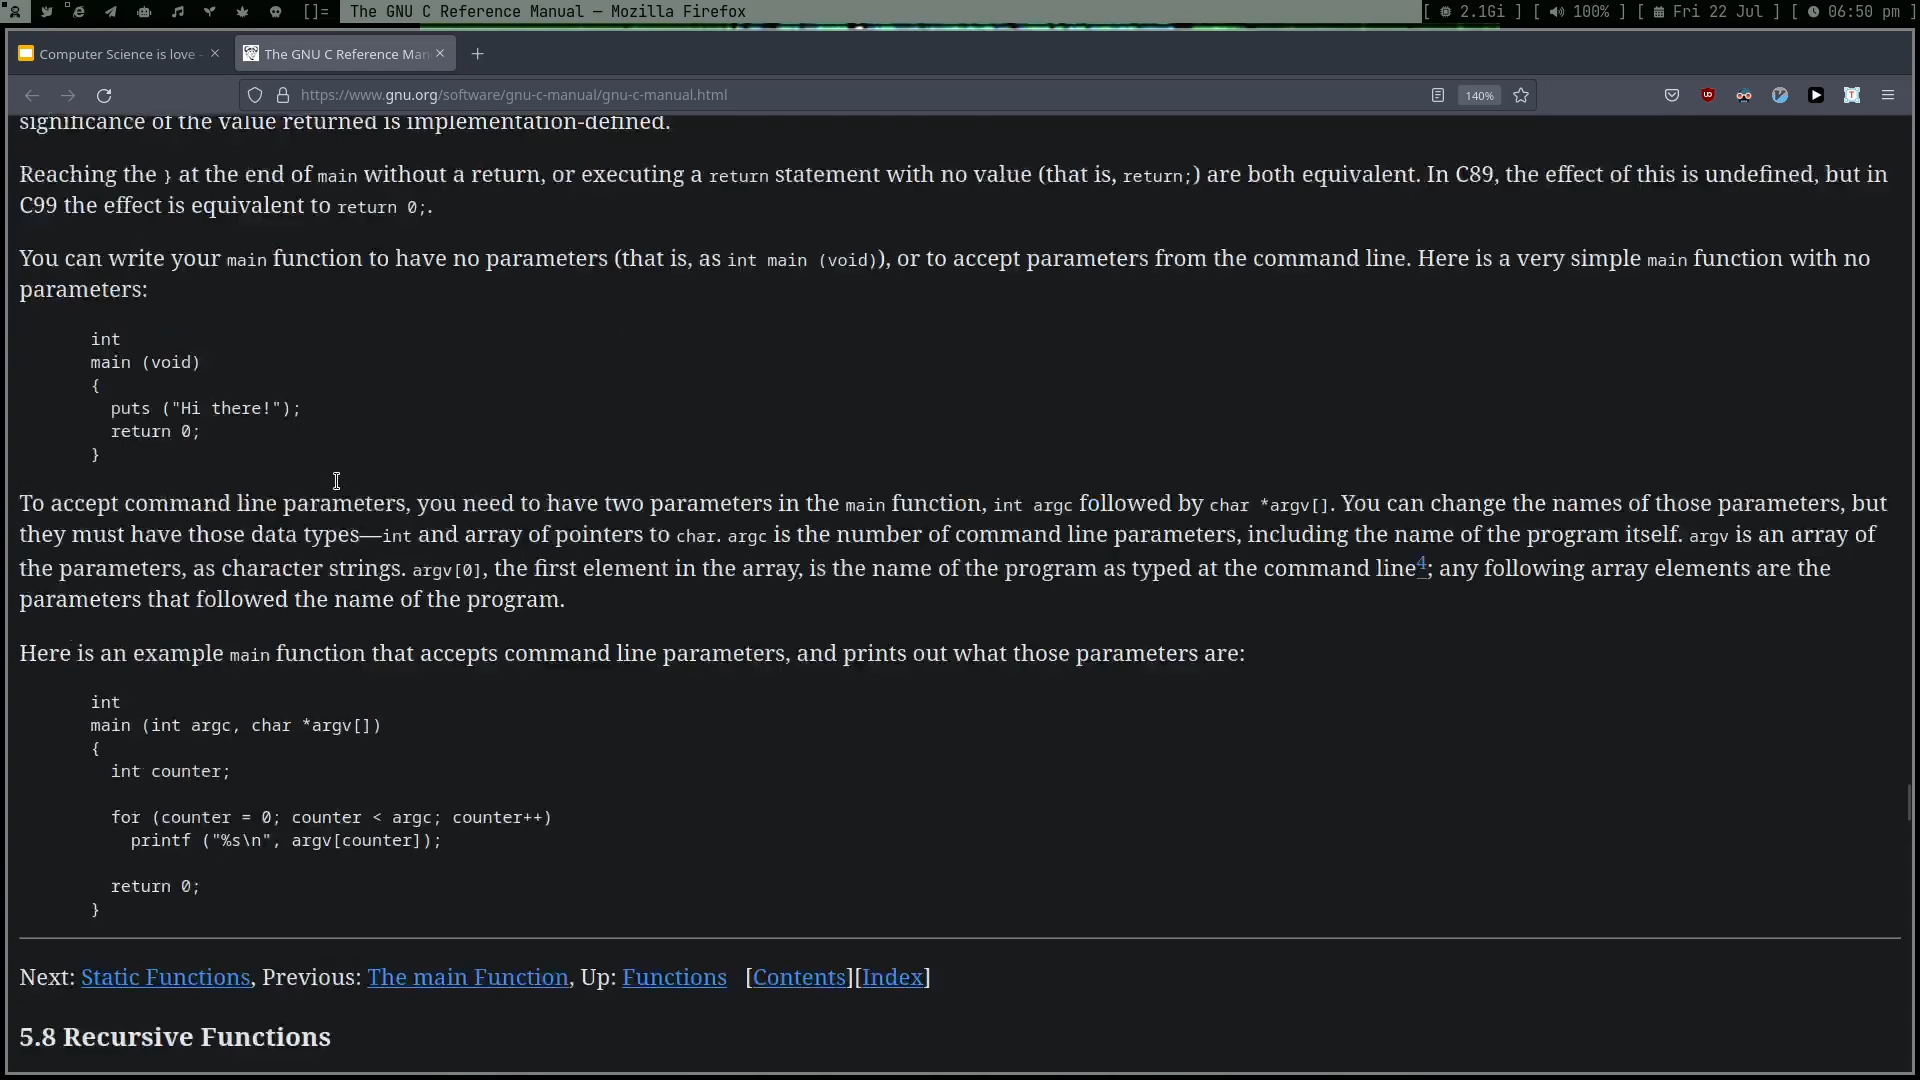 []= The GNU C Reference Manual — Mozilla Firefox [ 2.1Gi ] [ 100% ] [ Fri 22 Jul ] [ 06:50 pm ]
Computer Science is love - The GNU C Reference Man
https://www.gnu.org/software/gnu-c-manual/gnu-c-manual.html 140%
significance of the value returned is implementation-defined.
Reaching the } at the end of main without a return, or executing a return statement with no value (that is, return;) are both equivalent. In C89, the effect of this is undefined, but in
C99 the effect is equivalent to return 0;.
You can write your main function to have no parameters (that is, as int main (void)), or to accept parameters from the command line. Here is a very simple main function with no
parameters:
int
main (void)
{
puts ("Hi there!");
return 0;
}
To accept command line parameters, you need to have two parameters in the main function, int argc followed by char *argv[]. You can change the names of those parameters, but
they must have those data types—int and array of pointers to char. argc is the number of command line parameters, including the name of the program itself. argv is an array of
the parameters, as character strings. argv[0], the first element in the array, is the name of the program as typed at the command line4; any following array elements are the
parameters that followed the name of the program.
Here is an example main function that accepts command line parameters, and prints out what those parameters are:
int
main (int argc, char *argv[])
{
int counter;
for (counter = 0; counter < argc; counter++)
printf ("%s\n", argv[counter]);
return 0;
}
Next: Static Functions, Previous: The main Function, Up: Functions [Contents][Index]
5.8 Recursive Functions